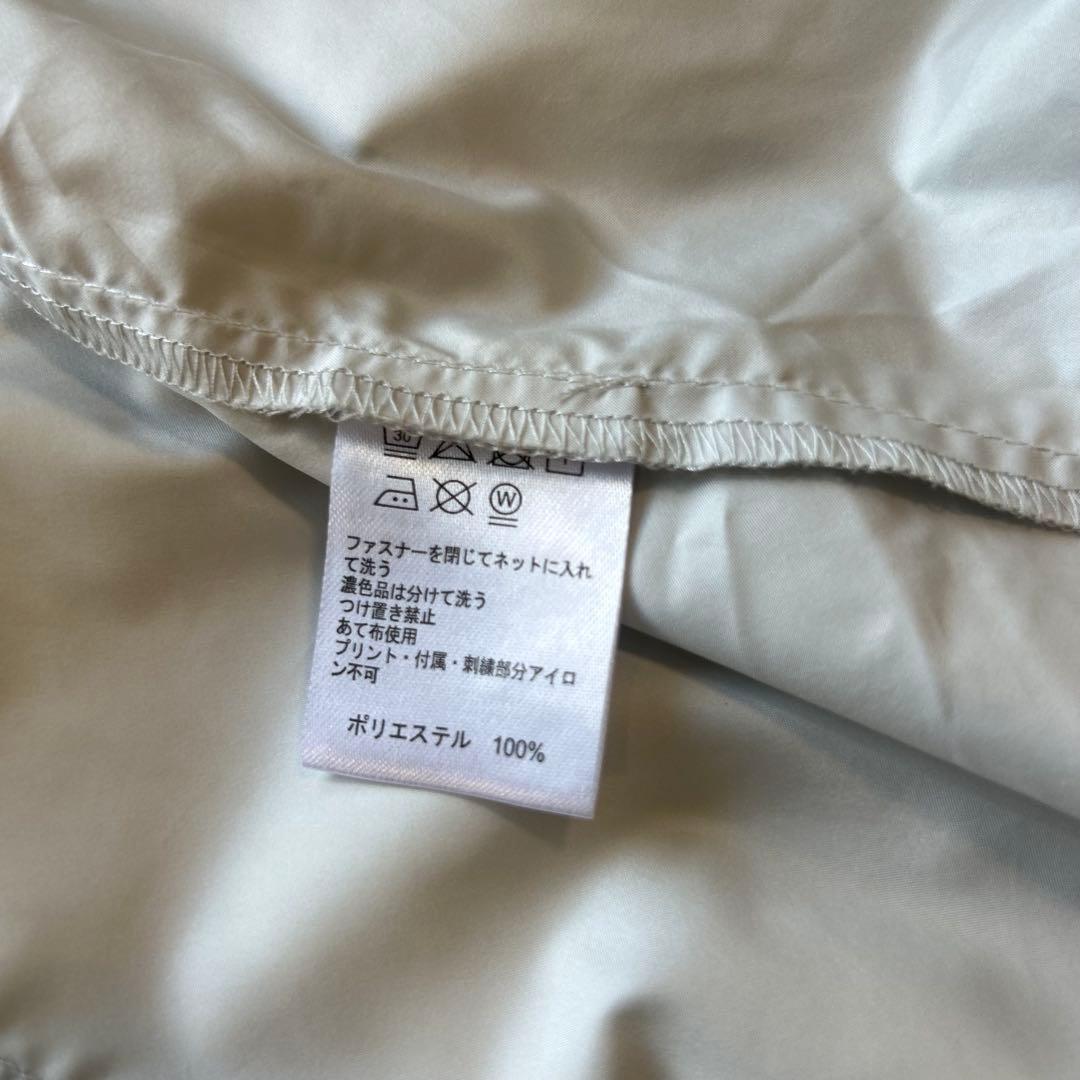 30
W
ファスナーを閉じてネットに入れ
て洗う
濃色品は分けて洗う
つけ置き禁止
あて布使用
プリント・付属・刺繍部分アイロ
ン不可
ポリエステル 100%